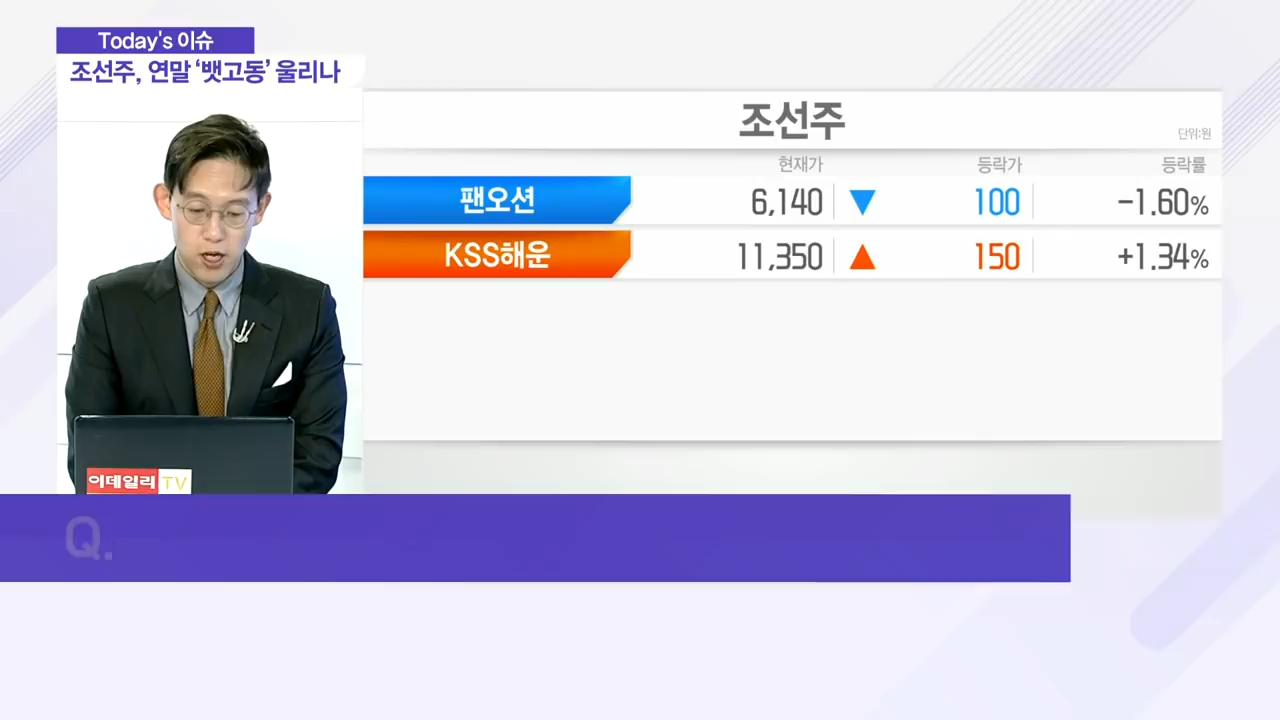 Today's 이슈
조선주, 연말 ‘뱃고동’ 울리나
조선주
단위:원
현재가 등락가 등락률
팬오션 6,140 ▼ 100 -1.60%
KSS해운 11,350 ▲ 150 +1.34%
이데일리 TV
Q.